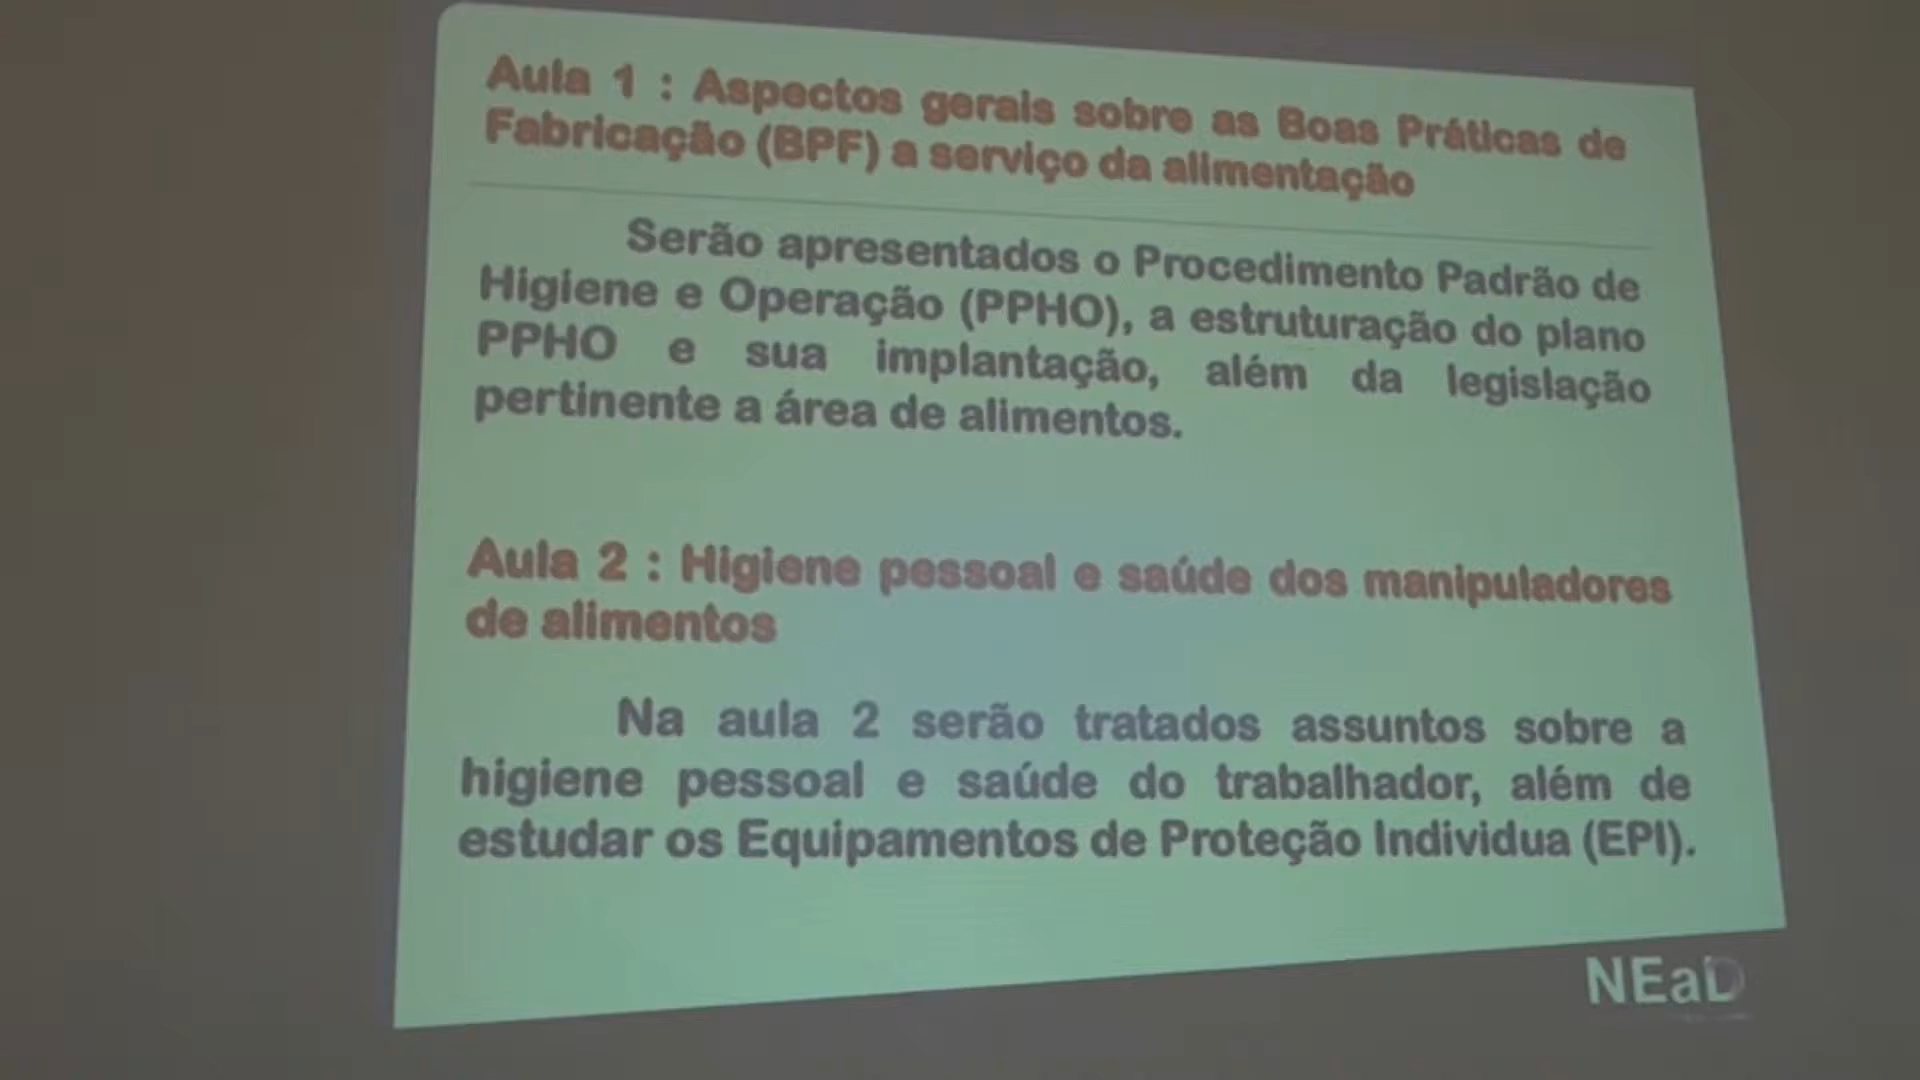 Aula 1 : Aspectos gerais sobre as Boas Práticas de
Fabricação (BPF) a serviço da alimentação
Serão apresentados o Procedimento Padrão de
Higiene e Operação (PPHO), a estruturação do plano
PPHO e sua implantação, além da legislação
pertinente a área de alimentos.
Aula 2 : Higiene pessoal e saúde dos manipuladores
de alimentos
Na aula 2 serão tratados assuntos sobre a
higiene pessoal e saúde do trabalhador, além de
estudar os Equipamentos de Proteção Individua (EPI).
NEaD